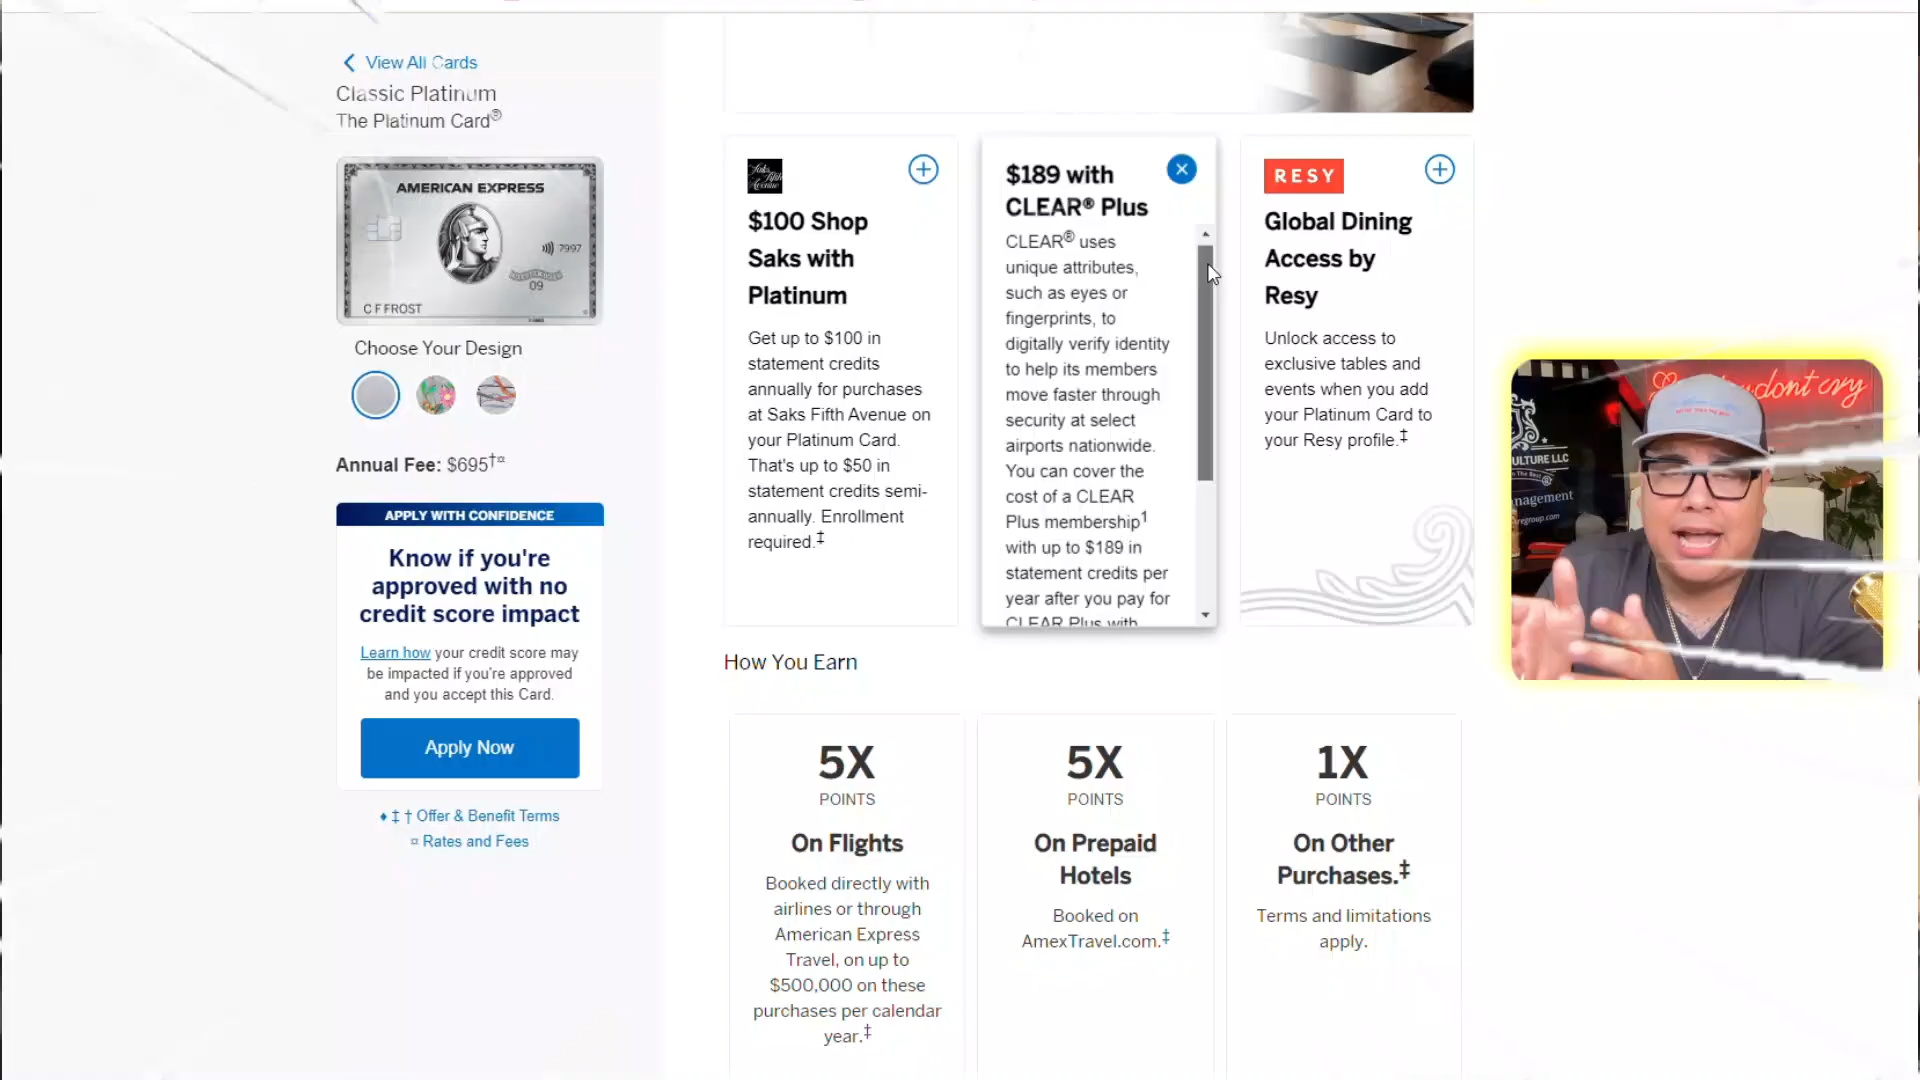 View All Cards
Classic Platinum
The Platinum Card®
AMERICAN EXPRESS
7997
09
C F FROST
Choose Your Design
Annual Fee: $695†¤
APPLY WITH CONFIDENCE
Know if you're
approved with no
credit score impact
Learn how your credit score may
be impacted if you're approved
and you accept this Card.
Apply Now
♦ ‡ † Offer & Benefit Terms
¤ Rates and Fees
Saks
Fifth
Avenue
$100 Shop
Saks with
Platinum
Get up to $100 in
statement credits
annually for purchases
at Saks Fifth Avenue on
your Platinum Card.
That's up to $50 in
statement credits semi-
annually. Enrollment
required.‡
$189 with
CLEAR® Plus
CLEAR® uses
unique attributes,
such as eyes or
fingerprints, to
digitally verify identity
to help its members
move faster through
security at select
airports nationwide.
You can cover the
cost of a CLEAR
Plus membership¹
with up to $189 in
statement credits per
year after you pay for
CLEAR Plus with
RESY
Global Dining
Access by
Resy
Unlock access to
exclusive tables and
events when you add
your Platinum Card to
your Resy profile.‡
How You Earn
5X
POINTS
On Flights
Booked directly with
airlines or through
American Express
Travel, on up to
$500,000 on these
purchases per calendar
year.‡
5X
POINTS
On Prepaid
Hotels
Booked on
AmexTravel.com.‡
1X
POINTS
On Other
Purchases.‡
Terms and limitations
apply.
dont cry
ULTURE LLC
nagement